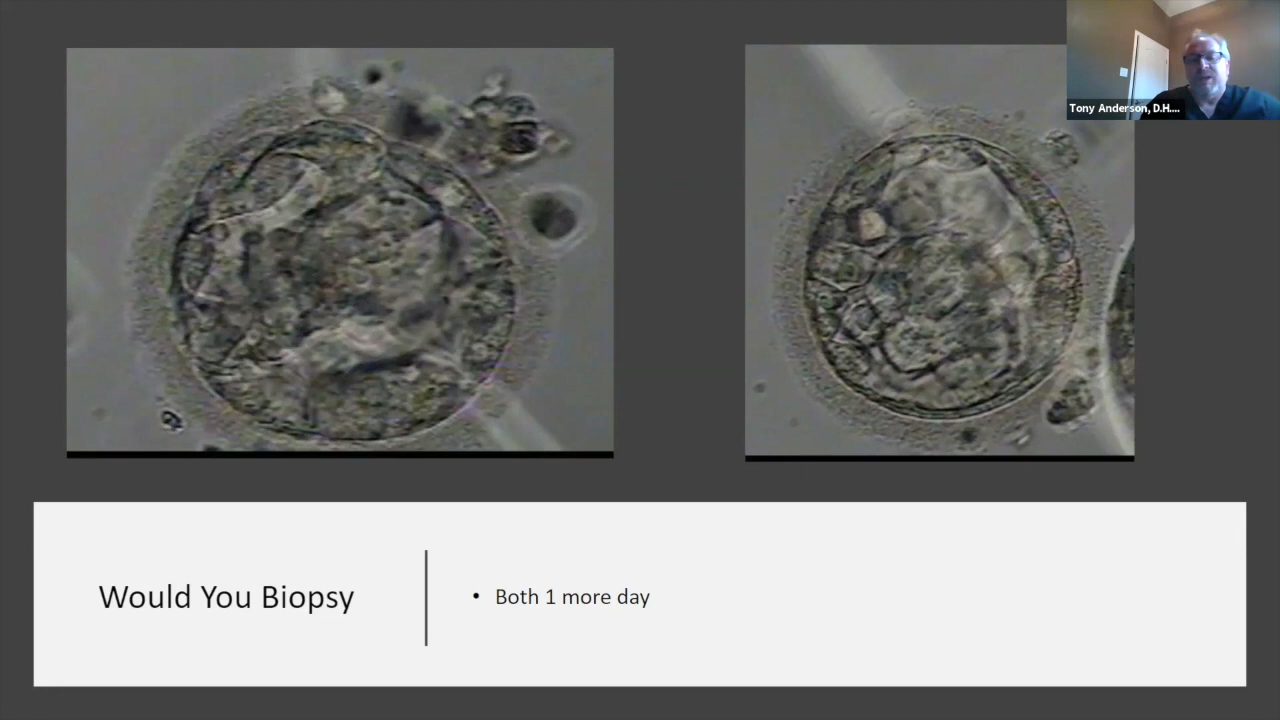 Tony Anderson, D.H....
Would You Biopsy
• Both 1 more day